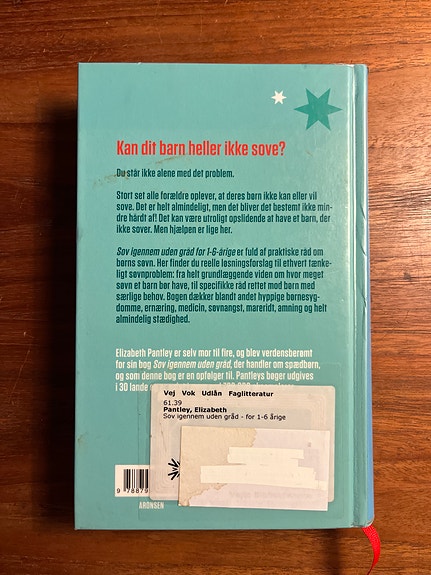 Kan dit barn heller ikke sove?
Du står ikke alene med det problem.
Stort set alle forældre oplever, at deres børn ikke kan eller vil
sove. Det er helt almindeligt, men det bliver det bestemt ikke min-
dre hårdt af! Det kan være utroligt opslidende at have et barn, der
ikke sover. Men hjælpen er lige her.
Sov igennem uden gråd for 1-6-årige er fuld af praktiske råd om
børns søvn. Her finder du reelle løsningsforslag til ethvert tænke-
ligt søvnproblem: fra helt grundlæggende viden om hvor meget
søvn et barn bør have, til specifikke råd rettet mod børn med
særlige behov. Bogen dækker blandt andet hyppige børnesyg-
domme, ernæring, medicin, søvnangst, mareridt, amning og helt
almindelig stædighed.
Elizabeth Pantley er selv mor til fire, og blev verdensberømt
for sin bog Sov igennem uden gråd, der handler om spædbørn,
og som denne bog er en opfølger til. Pantleys bøger udgives
i 30 lande
Vej Vok Udlån Faglitteratur
61.39
Pantley, Elizabeth
Sov igennem uden gråd - for 1-6 årige
9 78879
ARONSEN